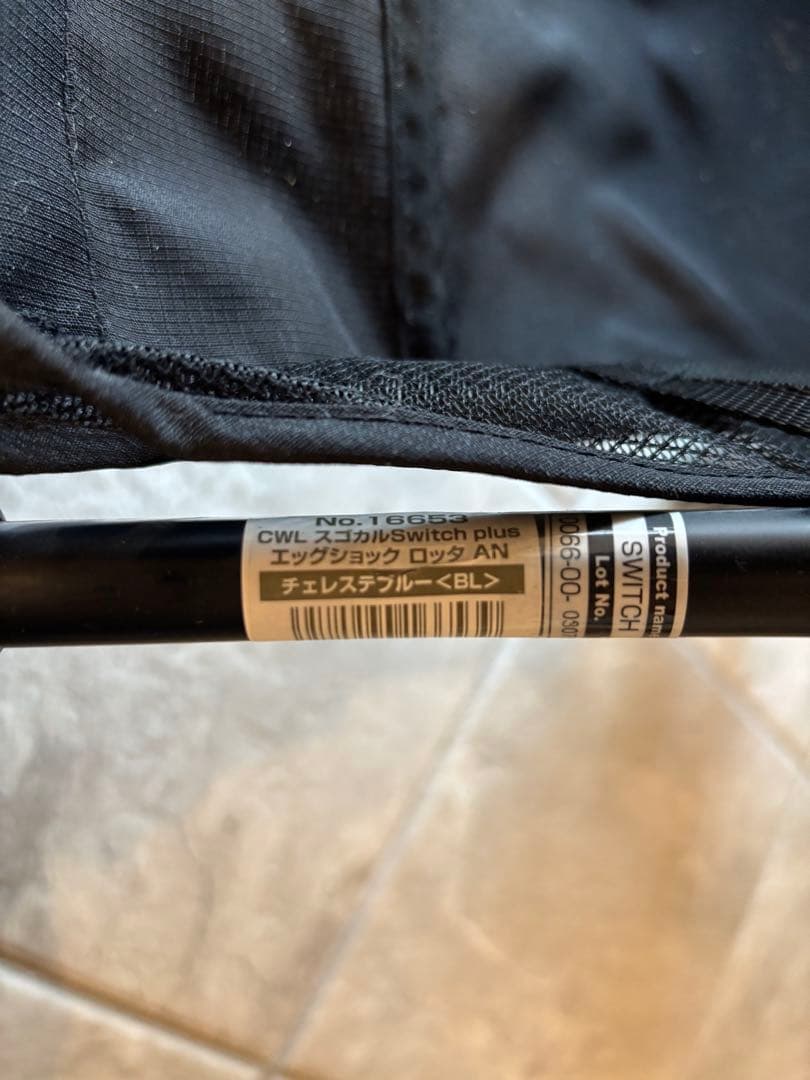 No.16653
CWL スゴカルSwitch plus
エッグショック ロッタ AN
チェレステブルー<BL>
Product
SWITCH
Lot No.
0066-00-